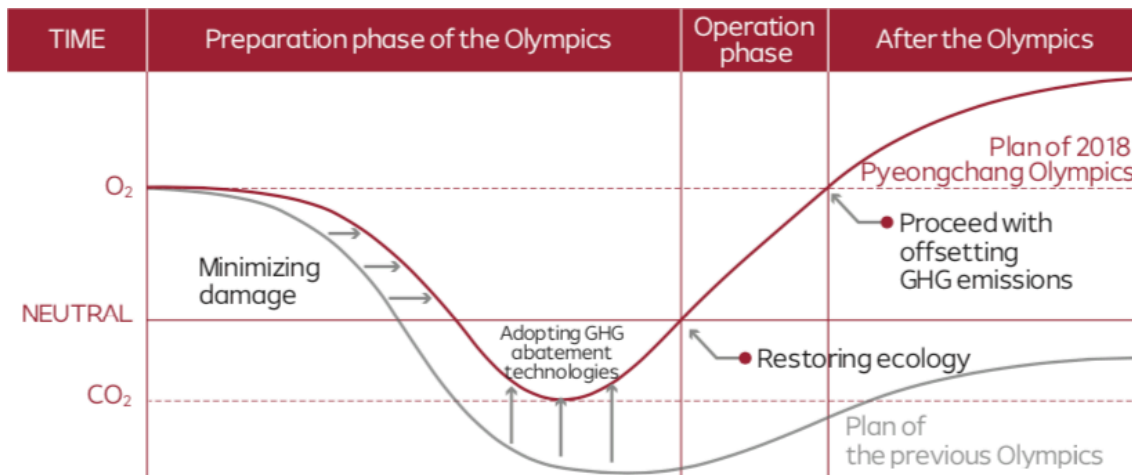 TIME
Preparation phase of the Olympics
Operation
phase
After the Olympics
O₂
Plan of 2018
Pyeongchang Olympics
Minimizing
damage
Proceed with
offsetting
GHG emissions
NEUTRAL
Adopting GHG
abatement
technologies
Restoring ecology
CO₂
Plan of
the previous Olympics